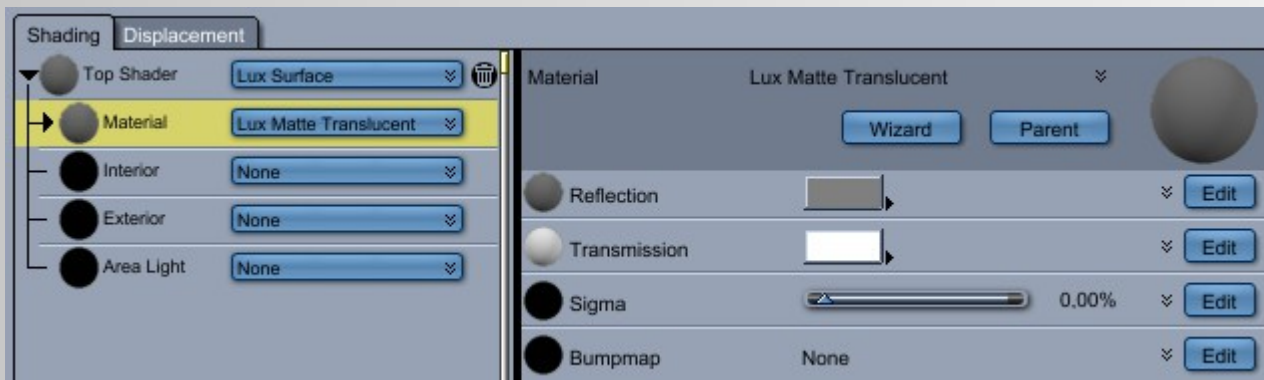 Shading Displacement
Top Shader Lux Surface
Material Lux Matte Translucent
Interior None
Exterior None
Area Light None
Material Lux Matte Translucent
Wizard Parent
Reflection Edit
Transmission Edit
Sigma 0,00% Edit
Bumpmap None Edit